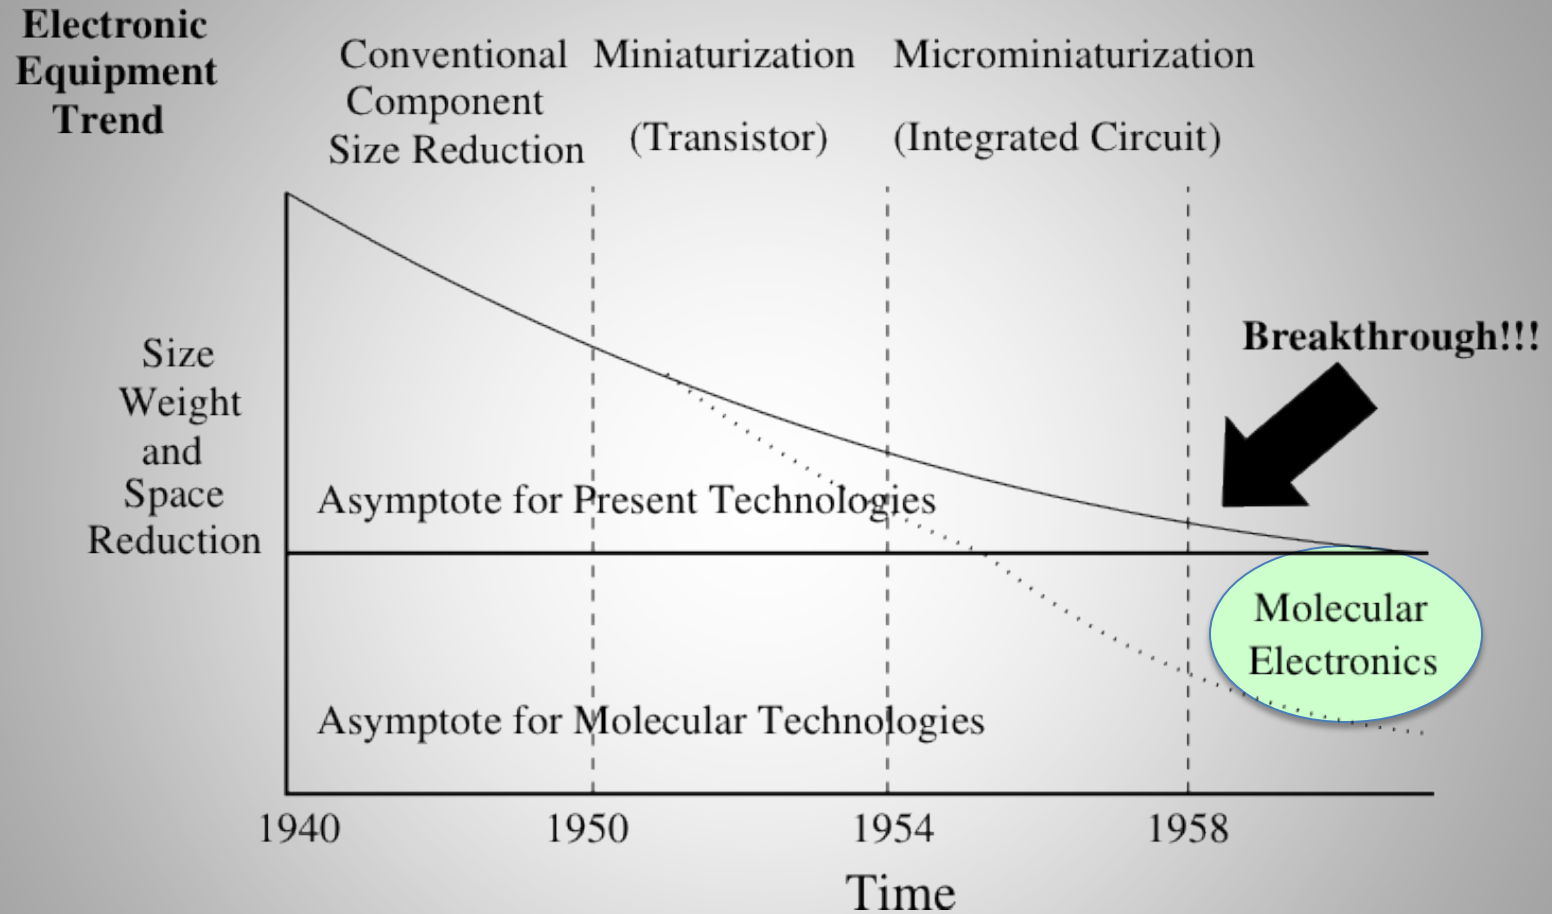 Electronic
Equipment
Trend
Conventional
Component
Size Reduction
Miniaturization
(Transistor)
Microminiaturization
(Integrated Circuit)
Breakthrough!!!
Size
Weight
and
Space
Reduction
Asymptote for Present Technologies
Molecular
Electronics
Asymptote for Molecular Technologies
1940
1950
1954
1958
Time